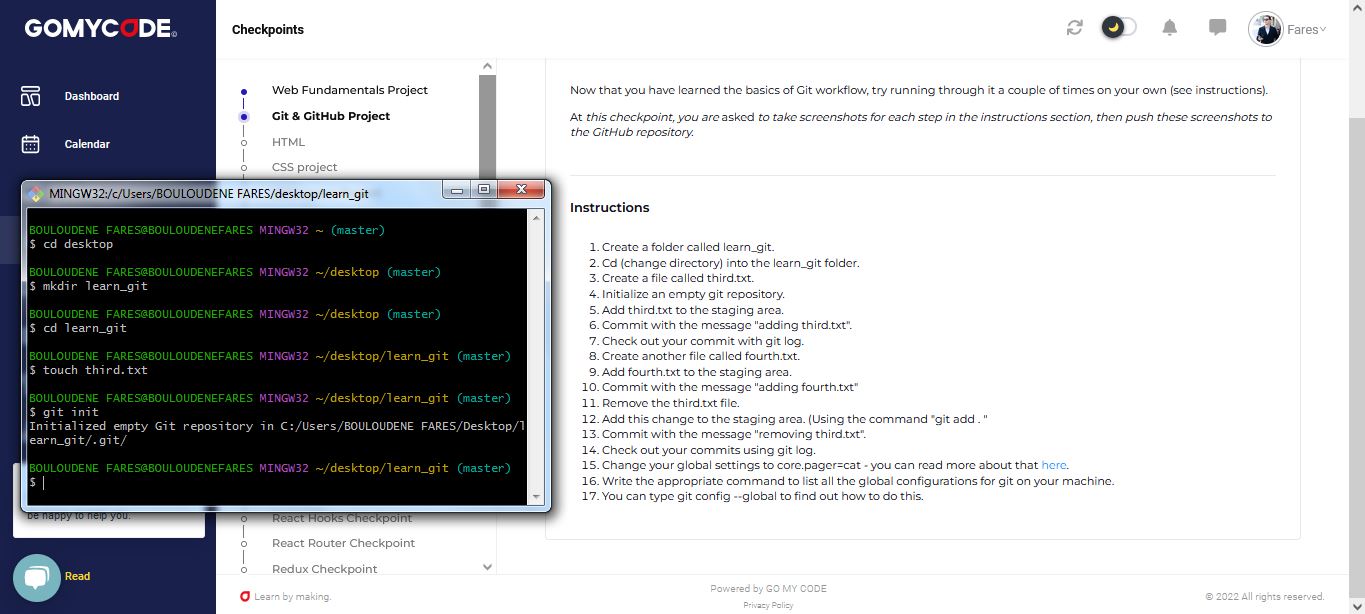 GOMYCODE©
Checkpoints
Fares
Dashboard
Calendar
Web Fundamentals Project
Git & GitHub Project
HTML
CSS project
Now that you have learned the basics of Git workflow, try running through it a couple of times on your own (see instructions).
At this checkpoint, you are asked to take screenshots for each step in the instructions section, then push these screenshots to
the GitHub repository.
Instructions
1. Create a folder called learn_git.
2. Cd (change directory) into the learn_git folder.
3. Create a file called third.txt.
4. Initialize an empty git repository.
5. Add third.txt to the staging area.
6. Commit with the message "adding third.txt".
7. Check out your commit with git log.
8. Create another file called fourth.txt.
9. Add fourth.txt to the staging area.
10. Commit with the message "adding fourth.txt"
11. Remove the third.txt file.
12. Add this change to the staging area. (Using the command "git add . "
13. Commit with the message "removing third.txt".
14. Check out your commits using git log.
15. Change your global settings to core.pager=cat - you can read more about that here.
16. Write the appropriate command to list all the global configurations for git on your machine.
17. You can type git config --global to find out how to do this.
MINGW32:/c/Users/BOULOUDENE FARES/desktop/learn_git
BOULOUDENE FARES@BOULOUDENEFARES MINGW32 ~ (master)
$ cd desktop
BOULOUDENE FARES@BOULOUDENEFARES MINGW32 ~/desktop (master)
$ mkdir learn_git
BOULOUDENE FARES@BOULOUDENEFARES MINGW32 ~/desktop (master)
$ cd learn_git
BOULOUDENE FARES@BOULOUDENEFARES MINGW32 ~/desktop/learn_git (master)
$ touch third.txt
BOULOUDENE FARES@BOULOUDENEFARES MINGW32 ~/desktop/learn_git (master)
$ git init
Initialized empty Git repository in C:/Users/BOULOUDENE FARES/Desktop/l
earn_git/.git/
BOULOUDENE FARES@BOULOUDENEFARES MINGW32 ~/desktop/learn_git (master)
$
be happy to help you.
Read
React Hooks Checkpoint
React Router Checkpoint
Redux Checkpoint
Learn by making.
Powered by GO MY CODE
Privacy Policy
© 2022 All rights reserved.